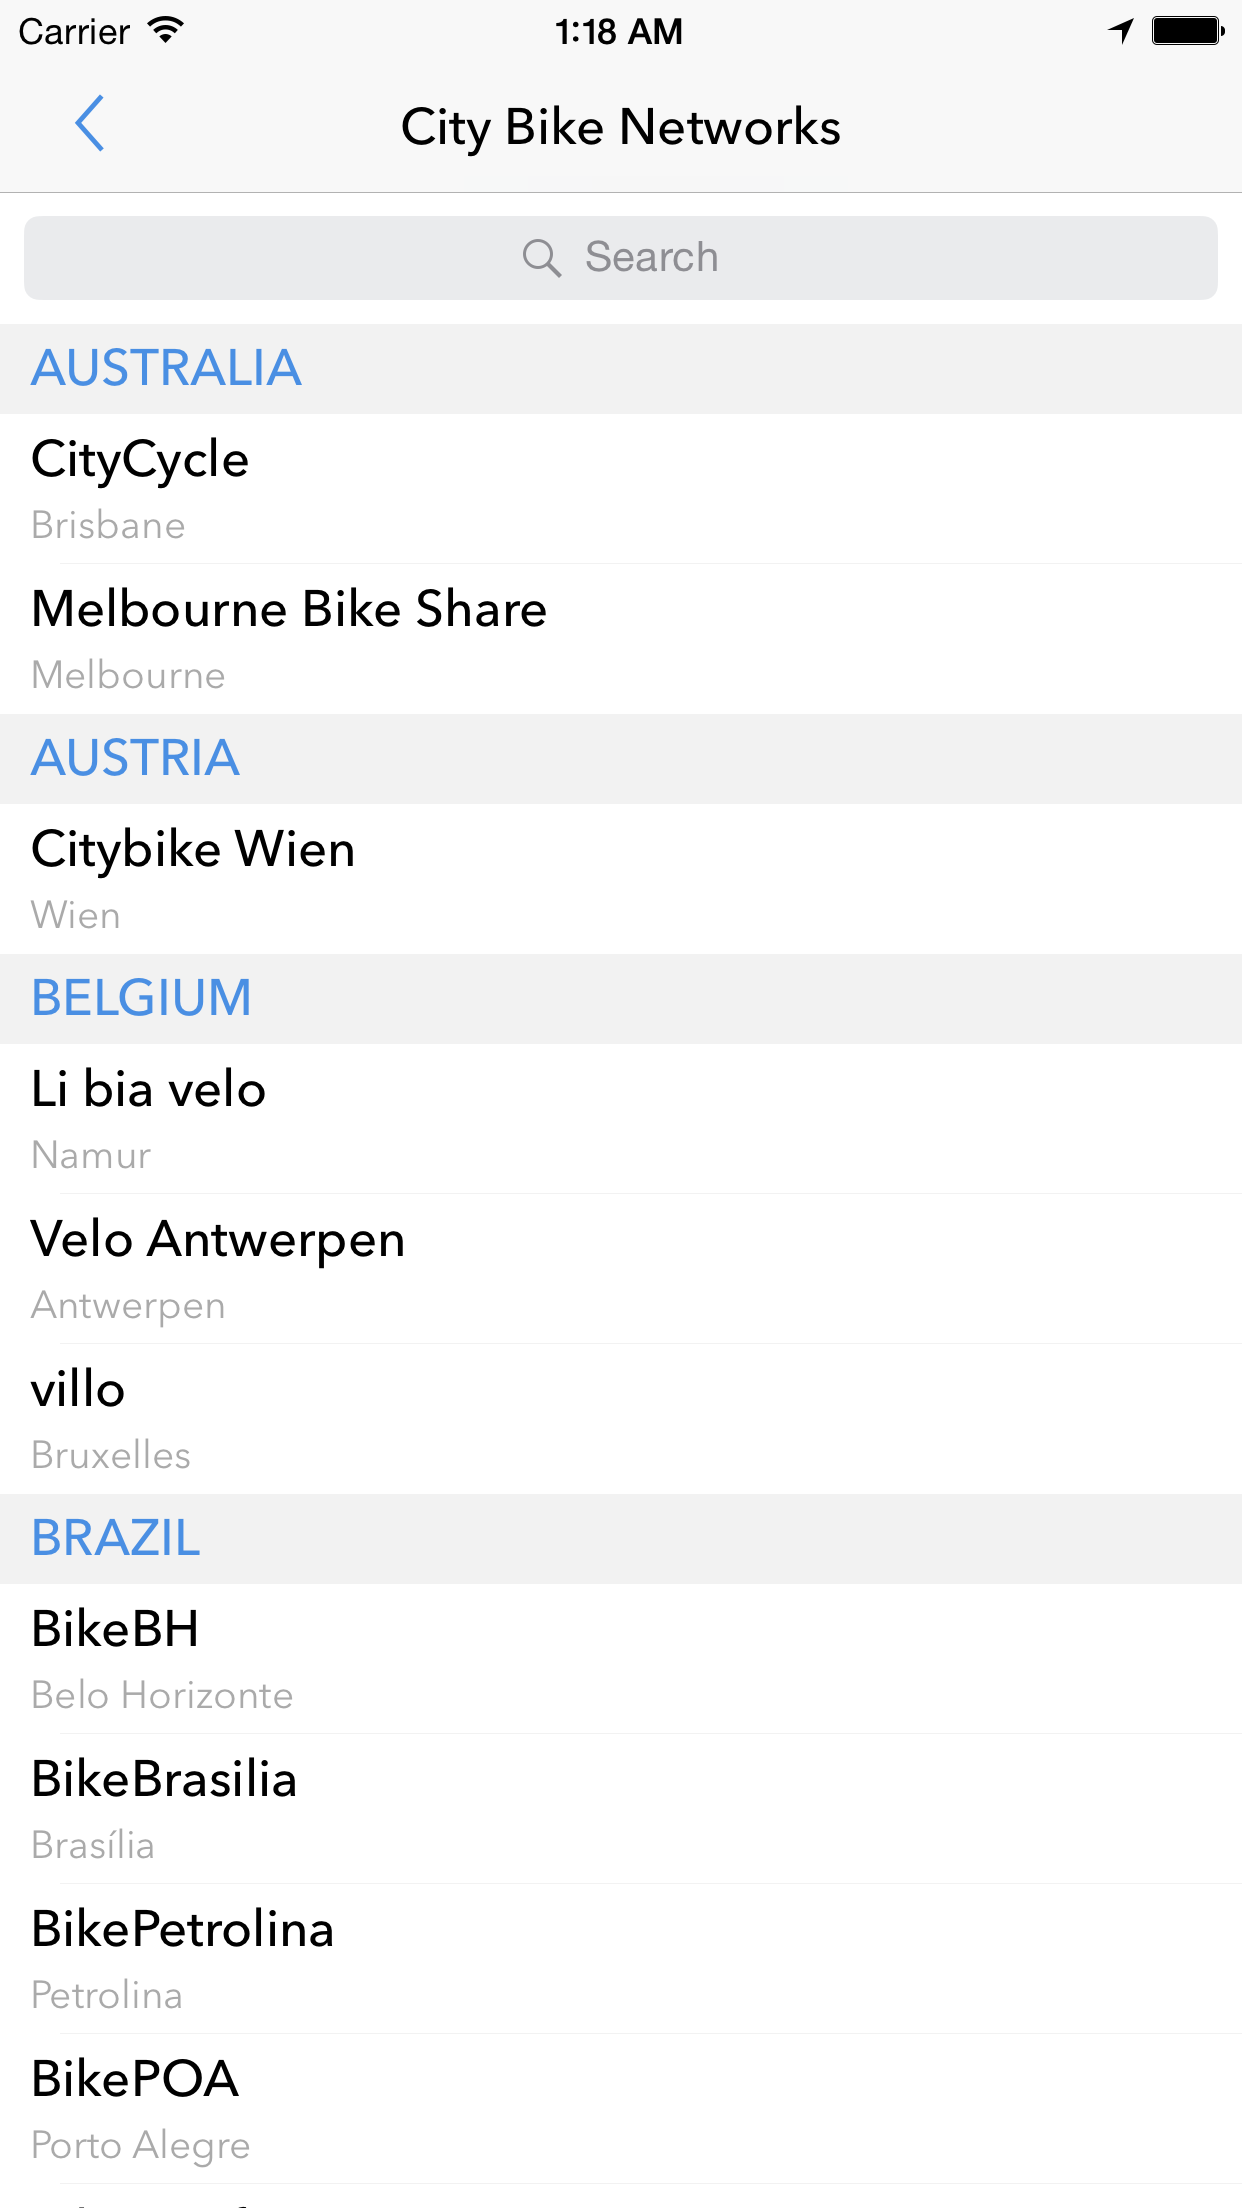 Carrier 1:18 AM
City Bike Networks
Search
AUSTRALIA
CityCycle
Brisbane
Melbourne Bike Share
Melbourne
AUSTRIA
Citybike Wien
Wien
BELGIUM
Li bia velo
Namur
Velo Antwerpen
Antwerpen
villo
Bruxelles
BRAZIL
BikeBH
Belo Horizonte
BikeBrasilia
Brasília
BikePetrolina
Petrolina
BikePOA
Porto Alegre